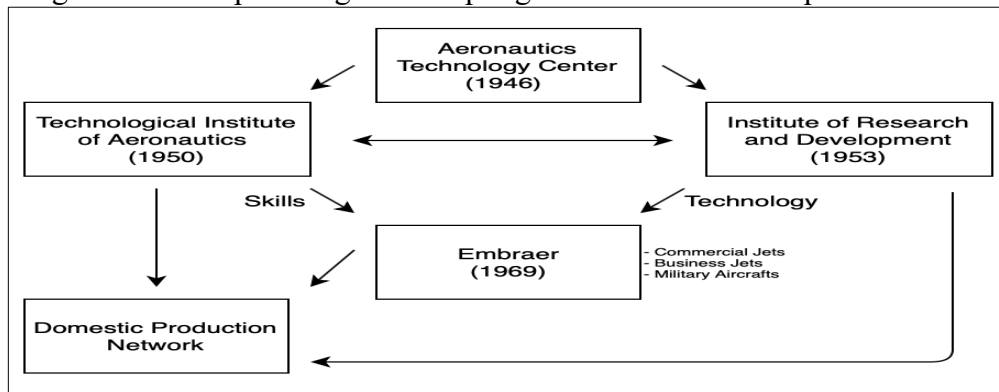 Aeronautics
Technology Center
(1946)
Technological Institute
of Aeronautics
(1950)
Institute of Research
and Development
(1953)
Skills
Technology
Embraer
(1969)
- Commercial Jets
- Business Jets
- Military Aircrafts
Domestic Production
Network